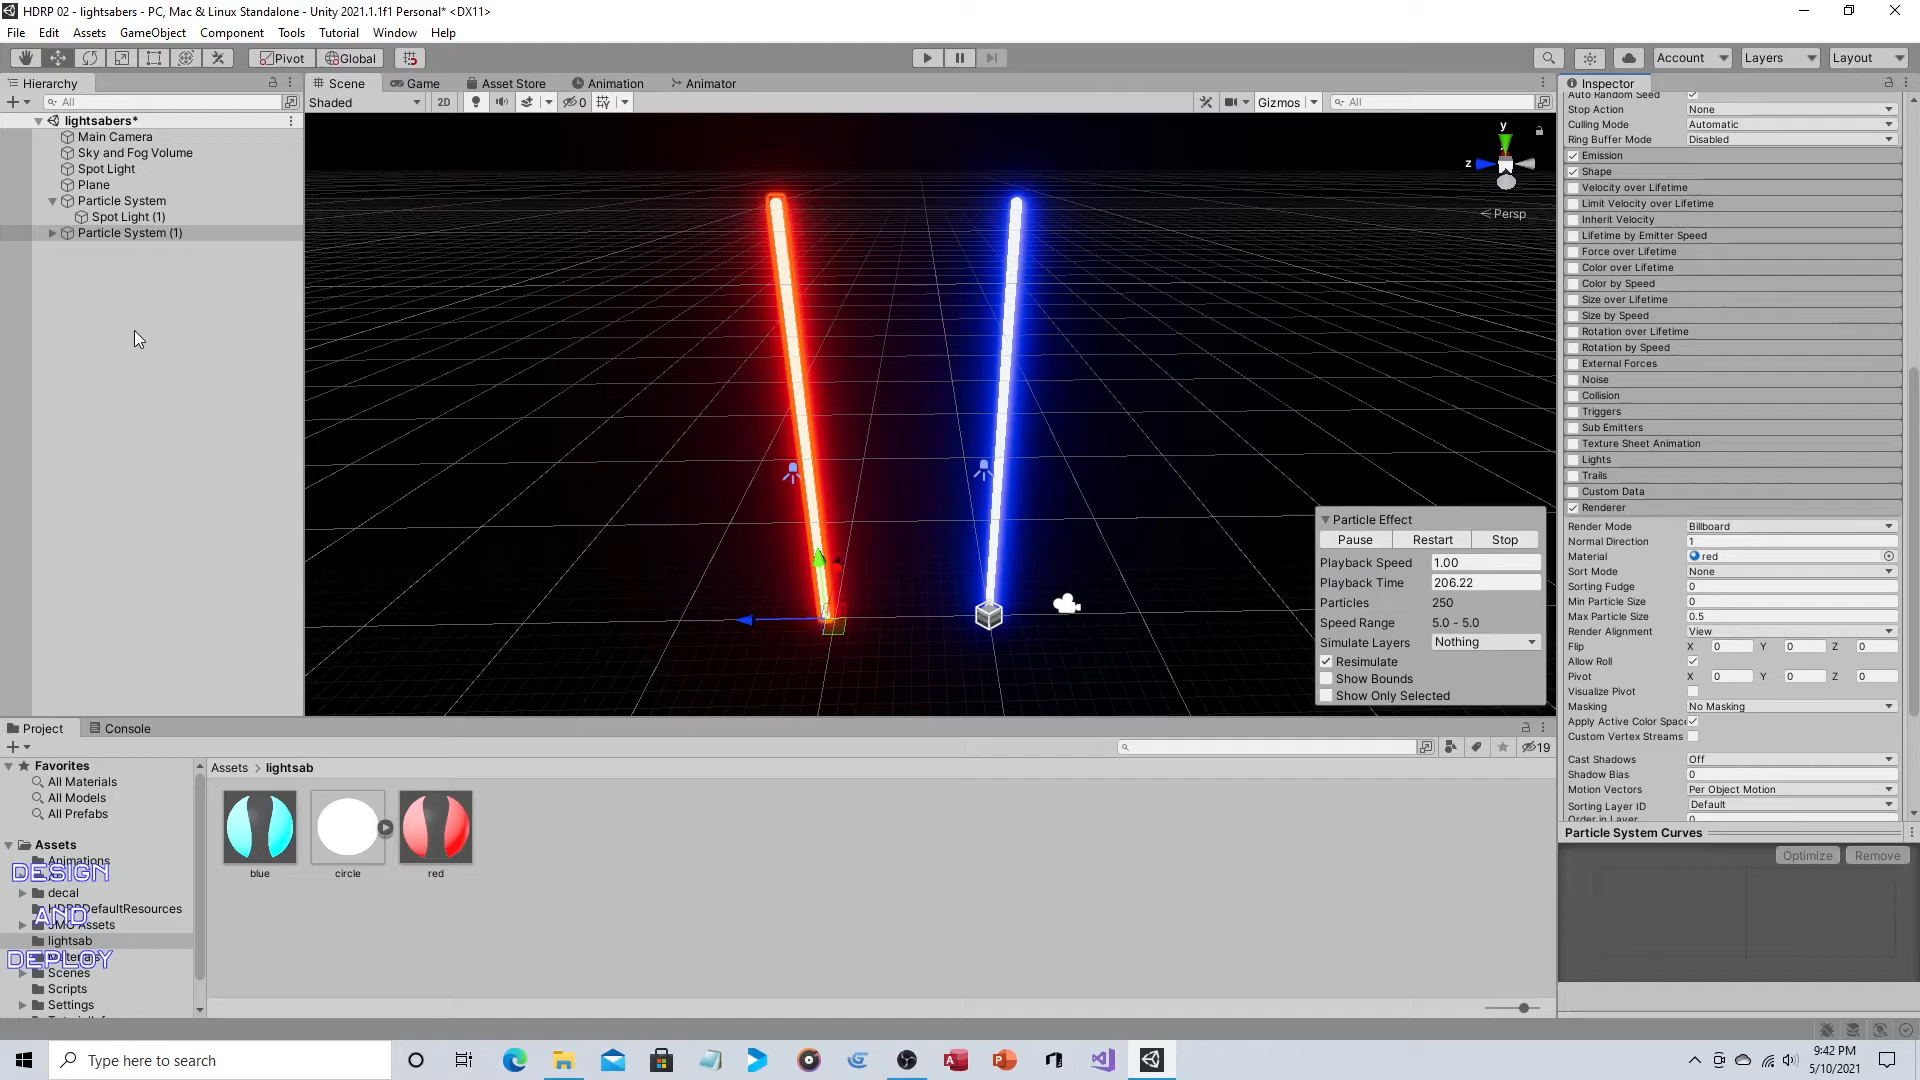 HDRP 02 - lightsabers - PC, Mac & Linux Standalone - Unity 2021.1.1f1 Personal* <DX11>
File Edit Assets GameObject Component Tools Tutorial Window Help
Pivot Global Account Layers Layout
Hierarchy
All
lightsabers*
Main Camera
Sky and Fog Volume
Spot Light
Plane
Particle System
Spot Light (1)
Particle System (1)
Scene Game Asset Store Animation Animator
Shaded 2D 0 Gizmos All
y
z
Persp
Particle Effect
Pause Restart Stop
Playback Speed 1.00
Playback Time 206.22
Particles 250
Speed Range 5.0 - 5.0
Simulate Layers Nothing
Resimulate
Show Bounds
Show Only Selected
Inspector
Auto Random Seed
Stop Action None
Culling Mode Automatic
Ring Buffer Mode Disabled
Emission
Shape
Velocity over Lifetime
Limit Velocity over Lifetime
Inherit Velocity
Lifetime by Emitter Speed
Force over Lifetime
Color over Lifetime
Color by Speed
Size over Lifetime
Size by Speed
Rotation over Lifetime
Rotation by Speed
External Forces
Noise
Collision
Triggers
Sub Emitters
Texture Sheet Animation
Lights
Trails
Custom Data
Renderer
Render Mode Billboard
Normal Direction 1
Material red
Sort Mode None
Sorting Fudge 0
Min Particle Size 0
Max Particle Size 0.5
Render Alignment View
Flip X 0 Y 0 Z 0
Allow Roll
Pivot X 0 Y 0 Z 0
Visualize Pivot
Masking No Masking
Apply Active Color Space
Custom Vertex Streams
Cast Shadows Off
Shadow Bias 0
Motion Vectors Per Object Motion
Sorting Layer ID Default
Order in Layer 0
Particle System Curves
Optimize Remove
Project Console
19
Favorites
All Materials
All Models
All Prefabs
Assets
Animations
decal
HDRPDefaultResources
Assets
lightsab
Materials
Scenes
Scripts
Settings
DESIGN
AND
DEPLOY
Assets > lightsab
blue circle red
Type here to search
9:42 PM
5/10/2021